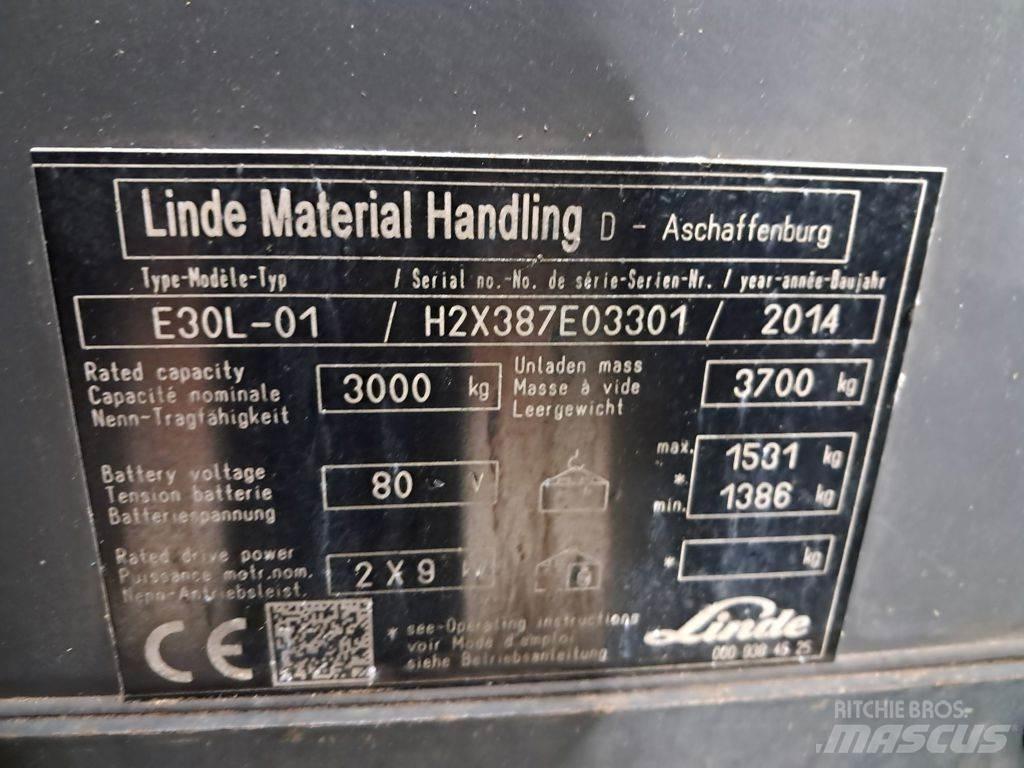 Linde Material Handling D - Aschaffenburg
Type-Modèle-Typ / Serial no.-No. de série-Serien-Nr. / year-année-Baujahr
E30L-01 / H2X387E03301 / 2014
Rated capacity
Capacité nominale
Nenn-Tragfähigkeit
3000 kg
Unladen mass
Masse à vide
Leergewicht
3700 kg
Battery voltage
Tension batterie
Batteriespannung
80 V
max. 1531 kg
*
min. 1386 kg
Rated drive power
Puissance motr.nom.
Nenn-Antriebsleist.
2 X 9
* kg
CE
* see-Operating instructions
voir Mode d'emploi
siehe Betriebsanleitung
Linde
000 938 45 25
RITCHIE BROS.
MASCUS